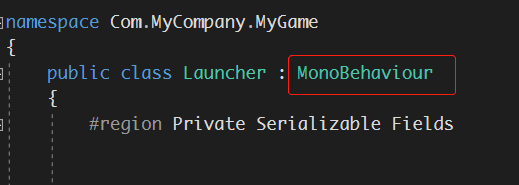 namespace Com.MyCompany.MyGame
{
public class Launcher : MonoBehaviour
{
#region Private Serializable Fields